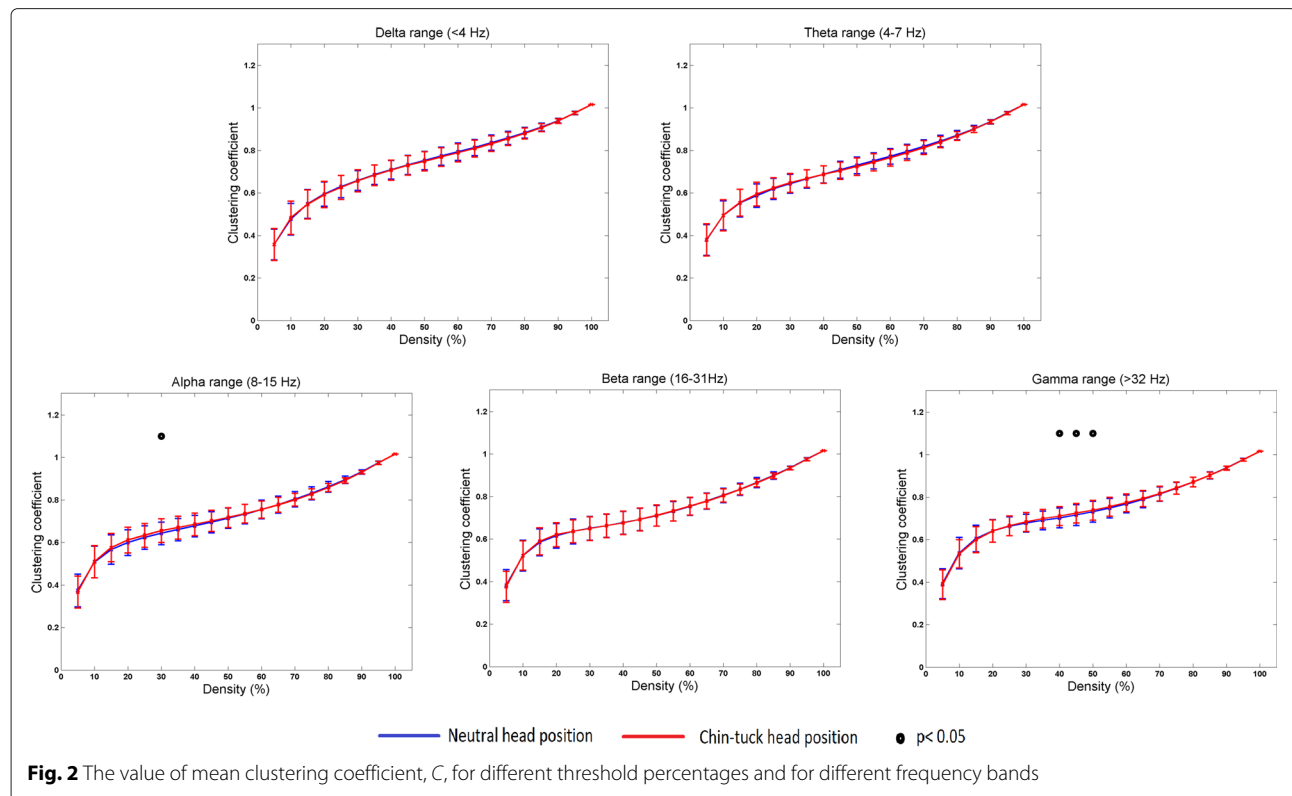 Delta range (<4 Hz)
Clustering coefficient
1.2
1
0.8
0.6
0.4
0.2
0
0 10 20 30 40 50 60 70 80 90 100
Density (%)
Theta range (4-7 Hz)
Clustering coefficient
1.2
1
0.8
0.6
0.4
0.2
0
0 10 20 30 40 50 60 70 80 90 100
Density (%)
Alpha range (8-15 Hz)
Clustering coefficient
1.2
1
0.8
0.6
0.4
0.2
0
0 10 20 30 40 50 60 70 80 90 100
Density (%)
Beta range (16-31Hz)
Clustering coefficient
1.2
1
0.8
0.6
0.4
0.2
0
0 10 20 30 40 50 60 70 80 90 100
Density (%)
Gamma range (>32 Hz)
Clustering coefficient
1.2
1
0.8
0.6
0.4
0.2
0
0 10 20 30 40 50 60 70 80 90 100
Density (%)
Neutral head position Chin-tuck head position p< 0.05
Fig. 2 The value of mean clustering coefficient, C, for different threshold percentages and for different frequency bands